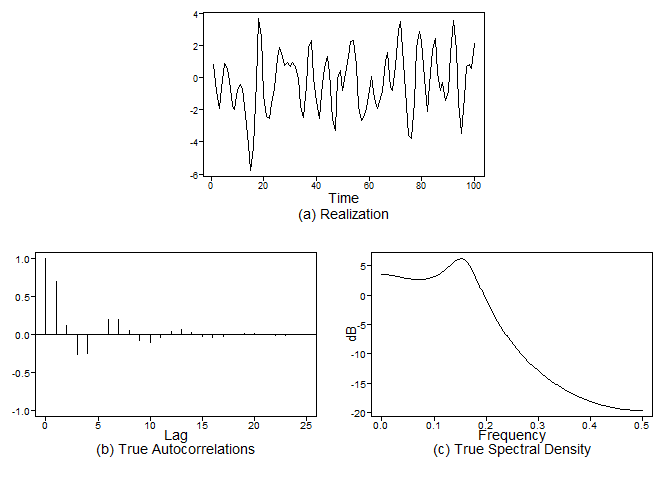 4
2
0
-2
-4
-6
0 20 40 60 80 100
Time
(a) Realization
1.0
0.5
0.0
-0.5
-1.0
0 5 10 15 20 25
Lag
(b) True Autocorrelations
dB
5
0
-5
-10
-15
-20
0.0 0.1 0.2 0.3 0.4 0.5
Frequency
(c) True Spectral Density